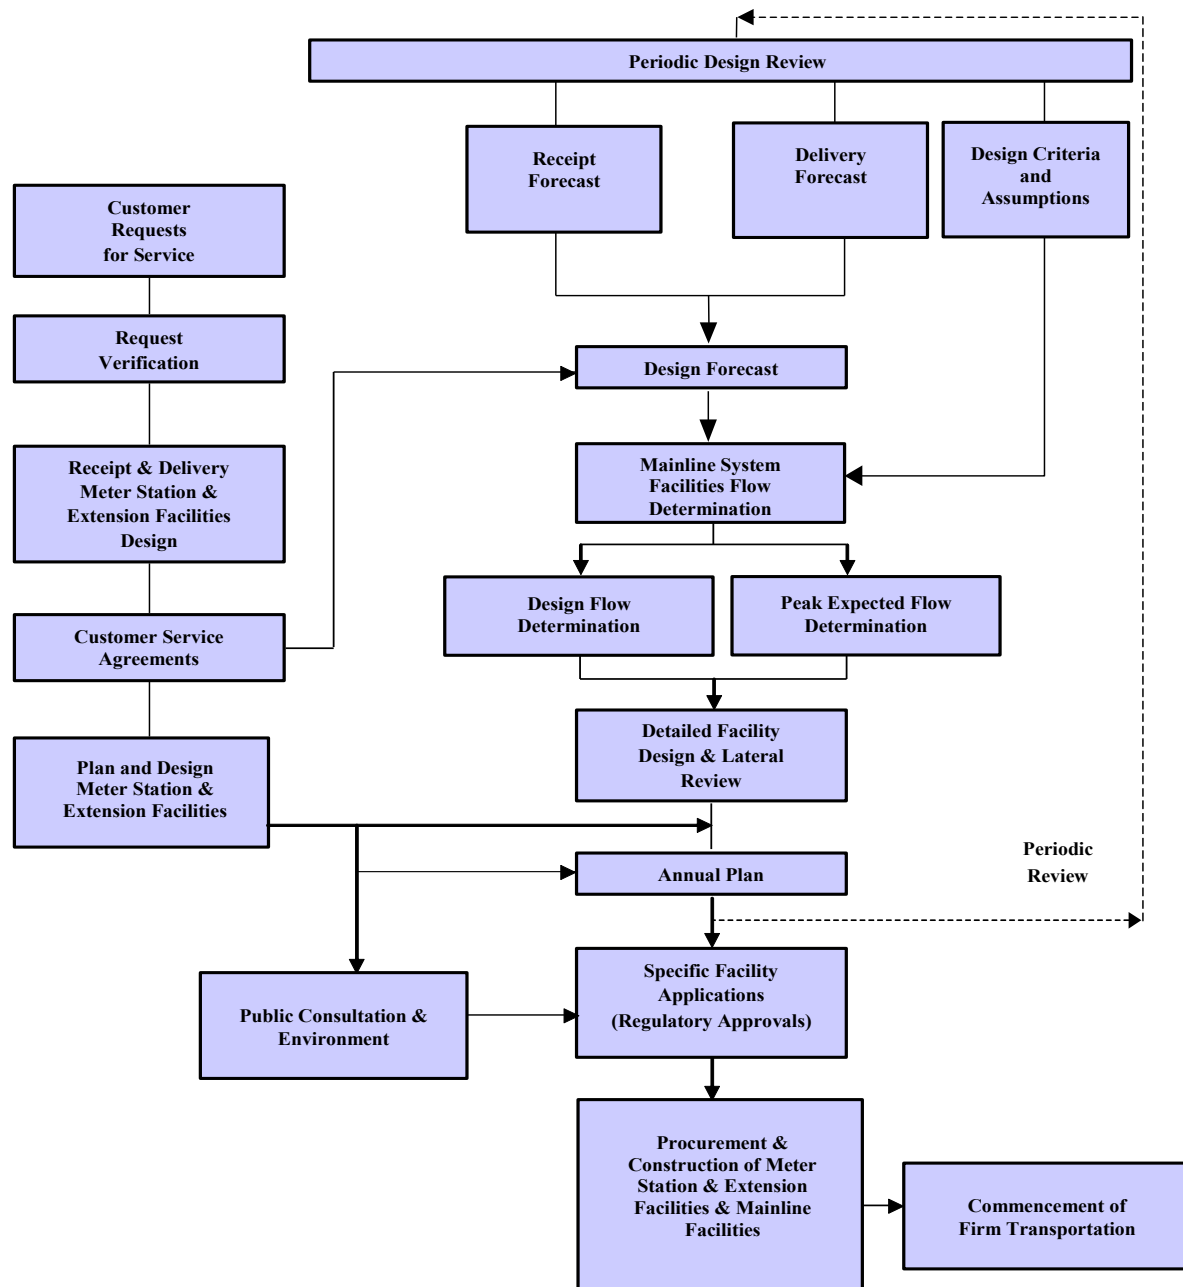 Periodic Design Review
Receipt
Forecast
Delivery
Forecast
Design Criteria
and
Assumptions
Customer
Requests
for Service
Request
Verification
Receipt & Delivery
Meter Station &
Extension Facilities
Design
Customer Service
Agreements
Plan and Design
Meter Station &
Extension Facilities
Design Forecast
Mainline System
Facilities Flow
Determination
Design Flow
Determination
Peak Expected Flow
Determination
Detailed Facility
Design & Lateral
Review
Annual Plan
Periodic
Review
Public Consultation &
Environment
Specific Facility
Applications
(Regulatory Approvals)
Procurement &
Construction of Meter
Station & Extension
Facilities & Mainline
Facilities
Commencement of
Firm Transportation